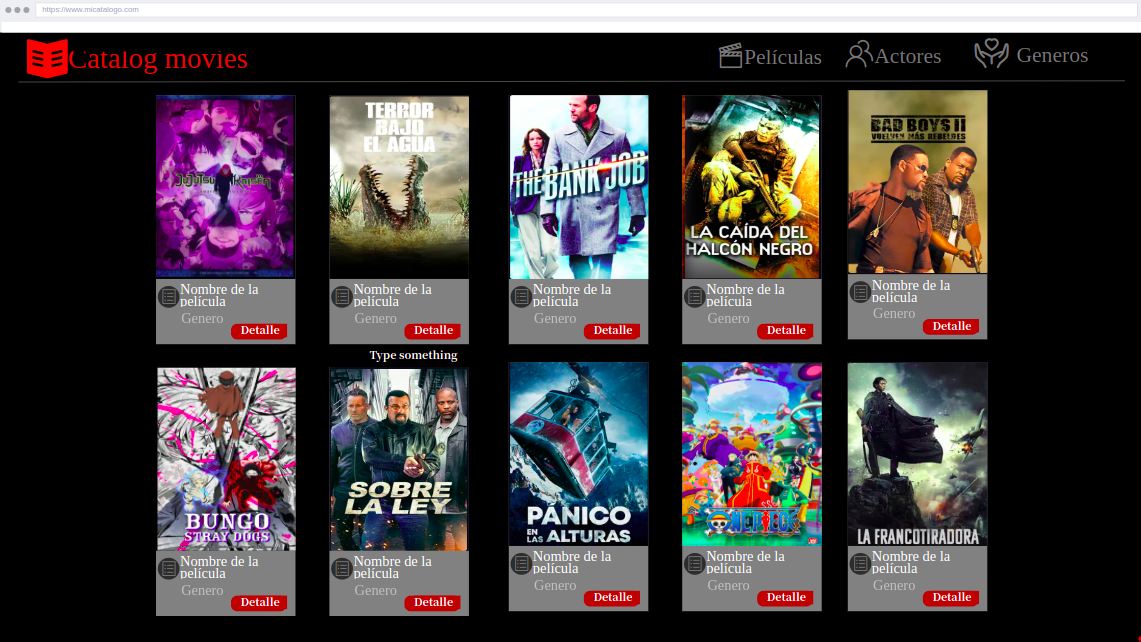 https://www.micatalogo.com
Catalog movies
Películas
Actores
Generos
JUJUTSU KAISEN
TERROR
BAJO
EL AGUA
THE BANK JOB
LA CAÍDA DEL
HALCÓN NEGRO
BAD BOYS II
VUELVEN MÁS REBELDES
Nombre de la
película
Genero
Detalle
Nombre de la
película
Genero
Detalle
Nombre de la
película
Genero
Detalle
Nombre de la
película
Genero
Detalle
Nombre de la
película
Genero
Detalle
Type something
BUNGO
STRAY DOGS
SOBRE
LA LEY
PÁNICO
EN LAS ALTURAS
ONE PIECE
LA FRANCOTIRADORA
Nombre de la
película
Genero
Detalle
Nombre de la
película
Genero
Detalle
Nombre de la
película
Genero
Detalle
Nombre de la
película
Genero
Detalle
Nombre de la
película
Genero
Detalle